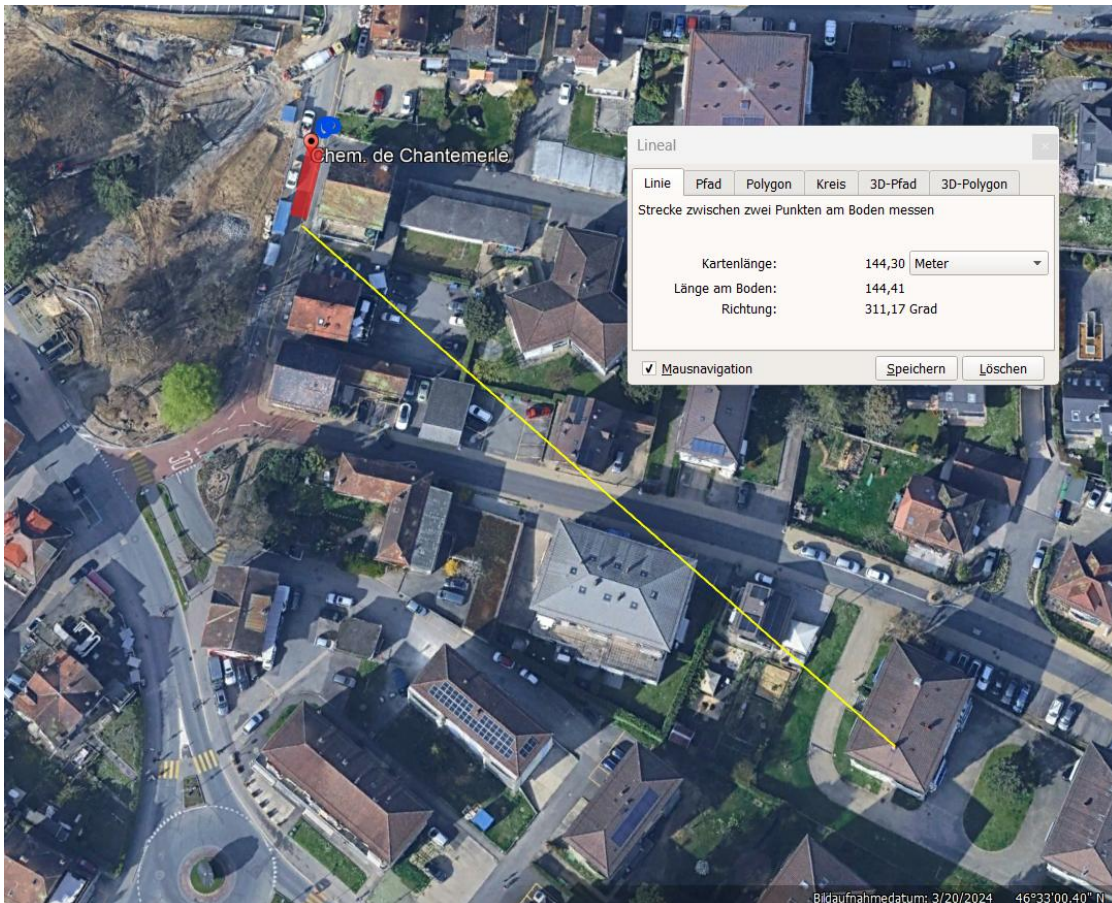 Chem. de Chantemerle
Lineal
Linie Pfad Polygon Kreis 3D-Pfad 3D-Polygon
Strecke zwischen zwei Punkten am Boden messen
Kartenlänge: 144,30 Meter
Länge am Boden: 144,41
Richtung: 311,17 Grad
Mausnavigation Speichern Löschen
Bildaufnahmedatum: 3/20/2024 46°33'00.40" N